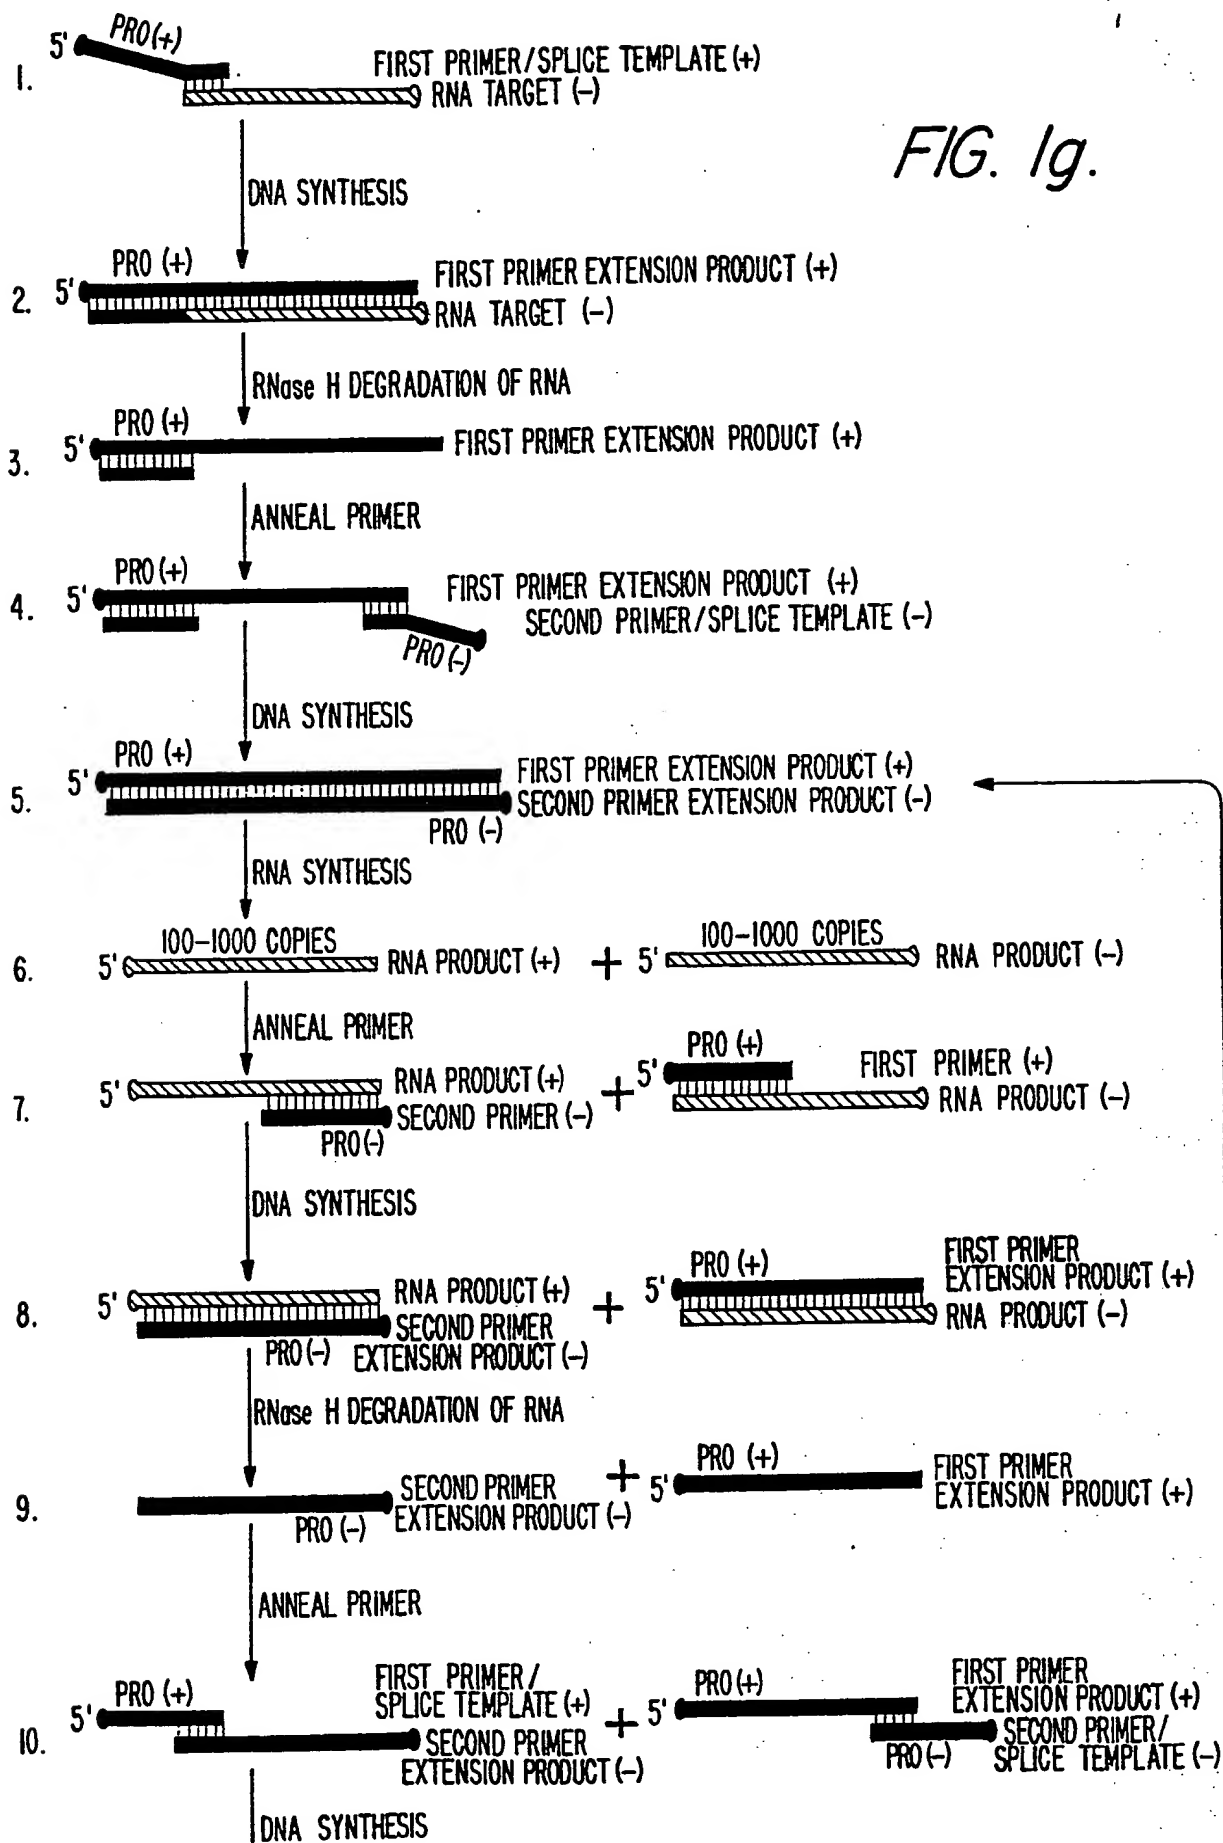 FIG. 1g.
1.
5' PRO(+)
FIRST PRIMER/SPLICE TEMPLATE (+)
RNA TARGET (-)
DNA SYNTHESIS
2.
PRO (+)
5'
FIRST PRIMER EXTENSION PRODUCT (+)
RNA TARGET (-)
RNase H DEGRADATION OF RNA
3.
PRO (+)
5'
FIRST PRIMER EXTENSION PRODUCT (+)
ANNEAL PRIMER
4.
PRO (+)
5'
FIRST PRIMER EXTENSION PRODUCT (+)
SECOND PRIMER/SPLICE TEMPLATE (-)
PRO(-)
DNA SYNTHESIS
5.
PRO (+)
5'
FIRST PRIMER EXTENSION PRODUCT (+)
SECOND PRIMER EXTENSION PRODUCT (-)
PRO (-)
RNA SYNTHESIS
6.
100-1000 COPIES
5' RNA PRODUCT (+)
+
100-1000 COPIES
5' RNA PRODUCT (-)
ANNEAL PRIMER
7.
5' RNA PRODUCT (+)
SECOND PRIMER (-)
PRO(-)
+
PRO (+)
5'
FIRST PRIMER (+)
RNA PRODUCT (-)
DNA SYNTHESIS
8.
5' RNA PRODUCT (+)
SECOND PRIMER
EXTENSION PRODUCT (-)
PRO (-)
+
PRO (+)
5'
FIRST PRIMER
EXTENSION PRODUCT (+)
RNA PRODUCT (-)
RNase H DEGRADATION OF RNA
9.
SECOND PRIMER
EXTENSION PRODUCT (-)
PRO (-)
+
PRO (+)
5'
FIRST PRIMER
EXTENSION PRODUCT (+)
ANNEAL PRIMER
10.
PRO (+)
5'
FIRST PRIMER/
SPLICE TEMPLATE (+)
SECOND PRIMER
EXTENSION PRODUCT (-)
+
PRO (+)
5'
FIRST PRIMER
EXTENSION PRODUCT (+)
SECOND PRIMER/
SPLICE TEMPLATE (-)
PRO(-)
DNA SYNTHESIS